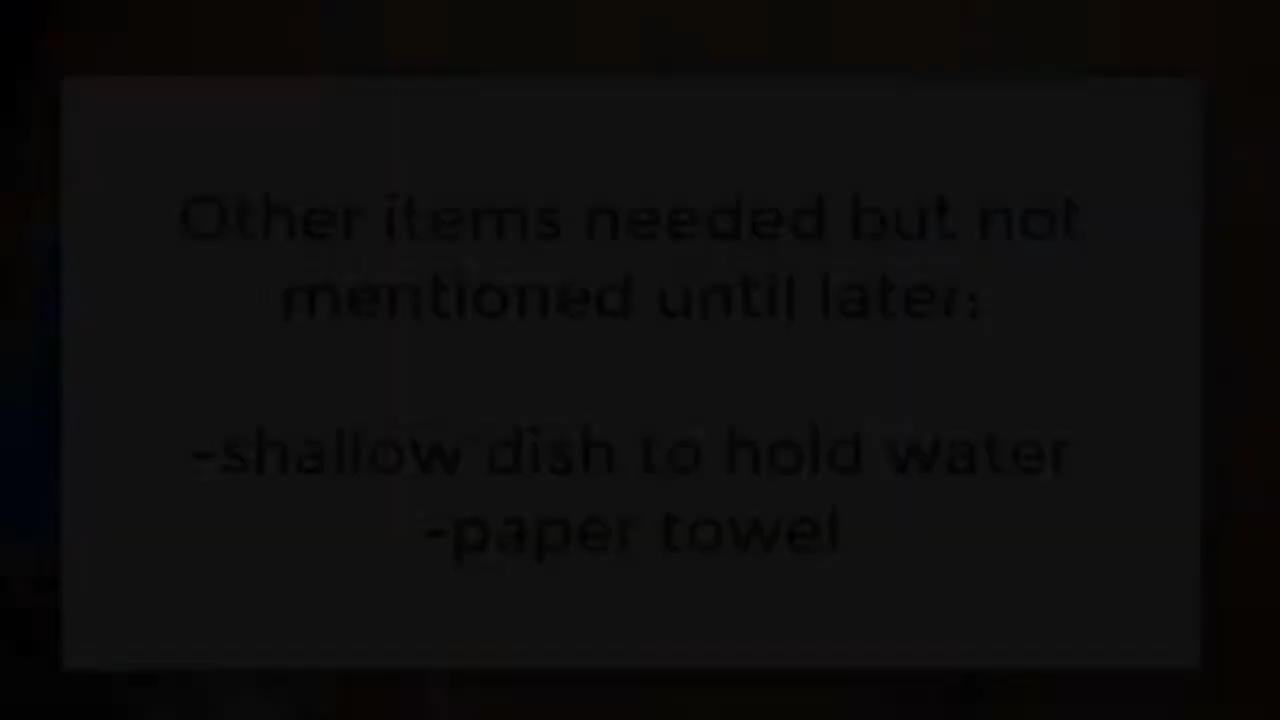 Other items needed but not
mentioned until later:
-shallow dish to hold water
-paper towel